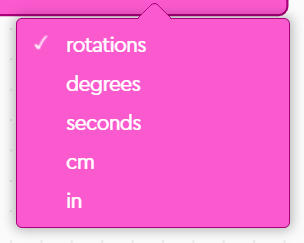 ✓ rotations
degrees
seconds
cm
in